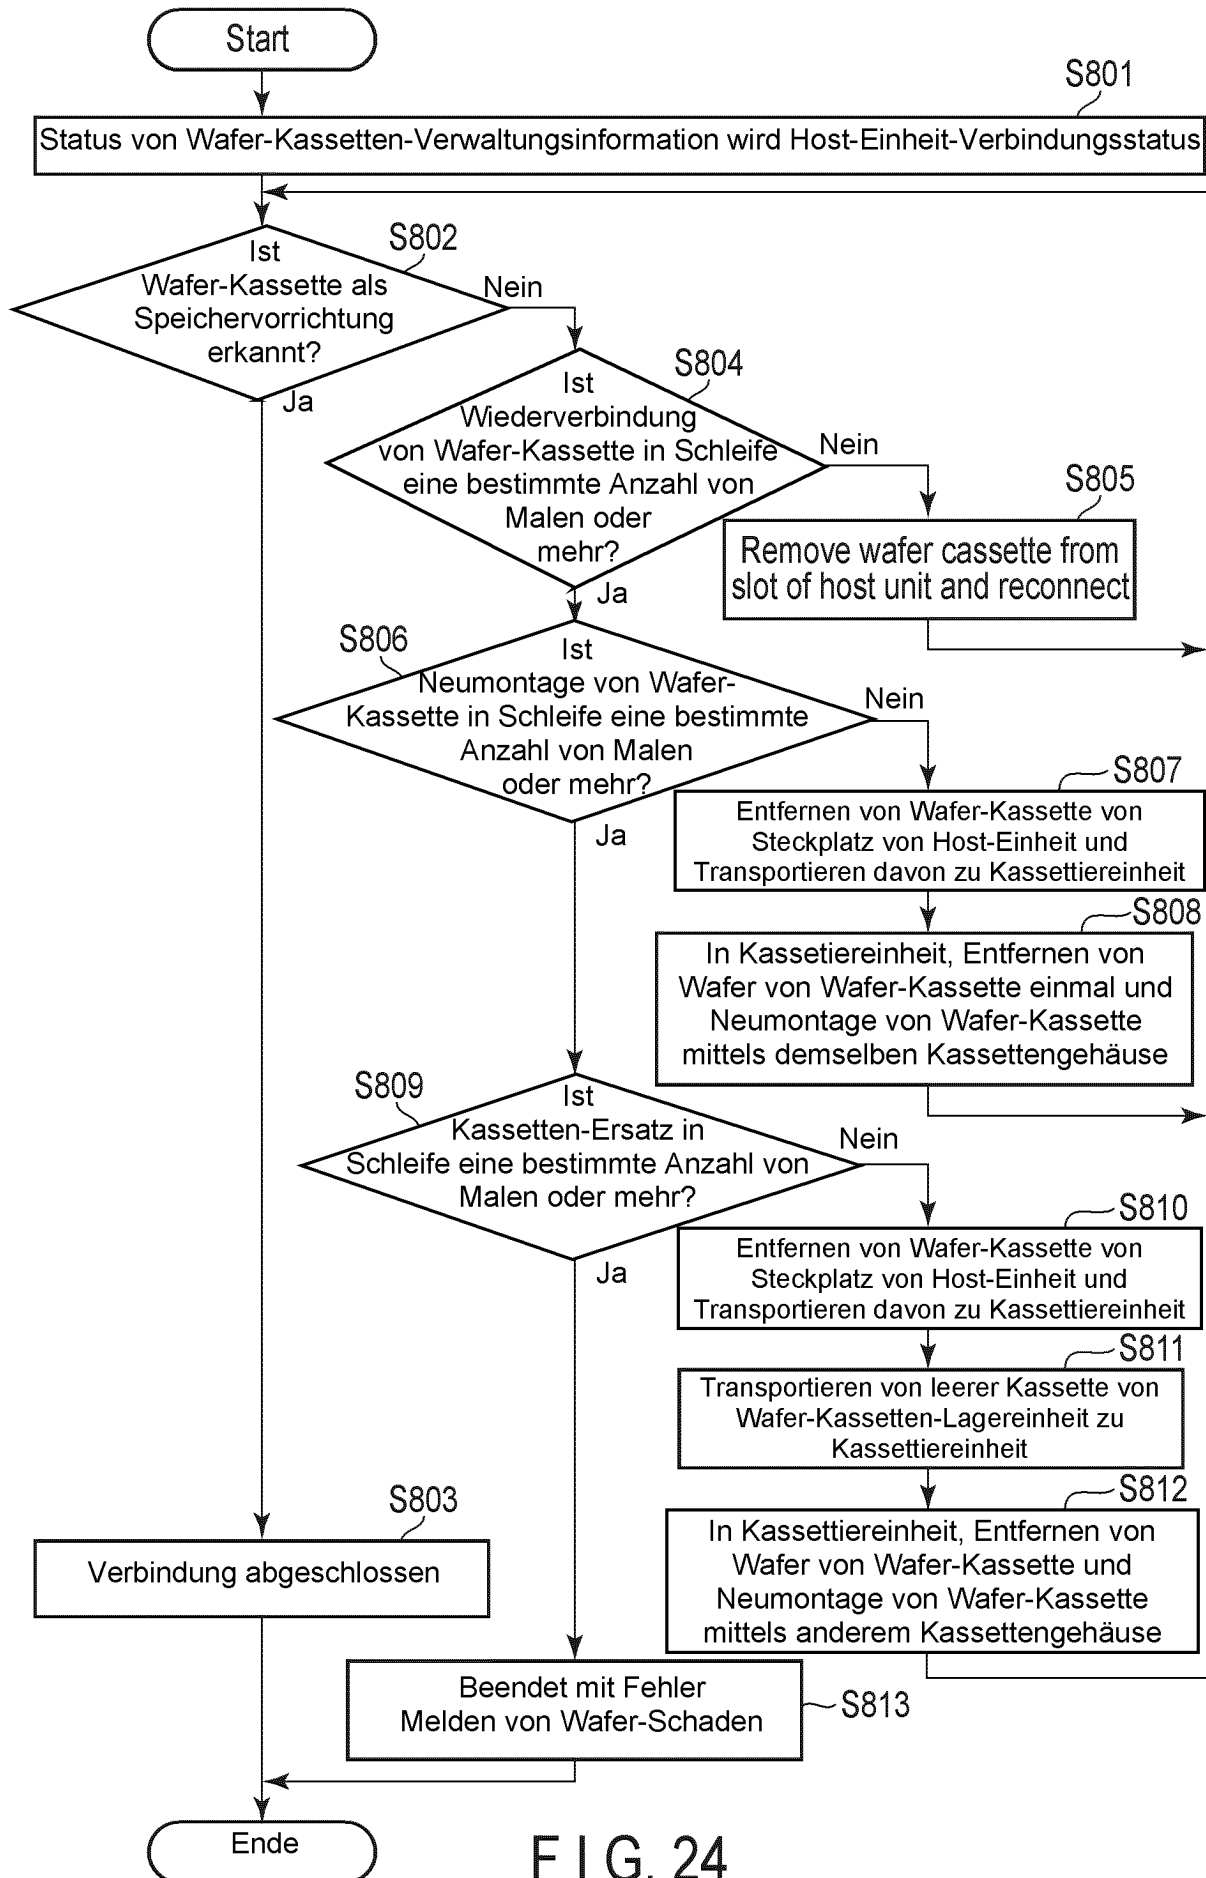 Start
S801
Status von Wafer-Kassetten-Verwaltungsinformation wird Host-Einheit-Verbindungsstatus
S802
Ist
Wafer-Kassette als
Speichervorrichtung
erkannt?
Nein
Ja
S804
Ist
Wiederverbindung
von Wafer-Kassette in Schleife
eine bestimmte Anzahl von
Malen oder
mehr?
Nein
Ja
S805
Remove wafer cassette from
slot of host unit and reconnect
S806
Ist
Neumontage von Wafer-
Kassette in Schleife eine bestimmte
Anzahl von Malen
oder mehr?
Nein
Ja
S807
Entfernen von Wafer-Kassette von
Steckplatz von Host-Einheit und
Transportieren davon zu Kassettiereinheit
S808
In Kassetiereinheit, Entfernen von
Wafer von Wafer-Kassette einmal und
Neumontage von Wafer-Kassette
mittels demselben Kassettengehäuse
S809
Ist
Kassetten-Ersatz in
Schleife eine bestimmte Anzahl von
Malen oder mehr?
Nein
Ja
S810
Entfernen von Wafer-Kassette von
Steckplatz von Host-Einheit und
Transportieren davon zu Kassettiereinheit
S811
Transportieren von leerer Kassette von
Wafer-Kassetten-Lagereinheit zu
Kassettiereinheit
S812
In Kassettiereinheit, Entfernen von
Wafer von Wafer-Kassette und
Neumontage von Wafer-Kassette
mittels anderem Kassettengehäuse
S803
Verbindung abgeschlossen
Beendet mit Fehler
Melden von Wafer-Schaden
S813
Ende
FIG. 24